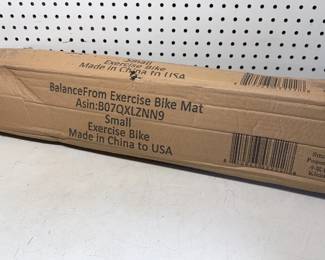 Small
Exercise Bike
Made in China to USA
BalanceFrom Exercise Bike Mat
Asin:B07QXLZNN9
Small
Exercise Bike
Made in China to USA